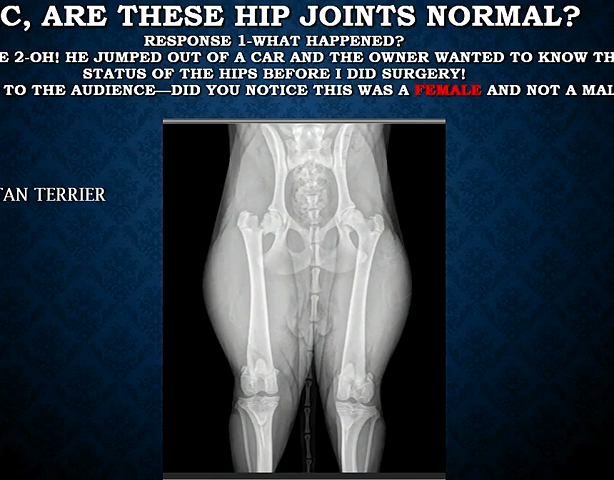 C, ARE THESE HIP JOINTS NORMAL?
RESPONSE 1-WHAT HAPPENED?
E 2-OH! HE JUMPED OUT OF A CAR AND THE OWNER WANTED TO KNOW TH
STATUS OF THE HIPS BEFORE I DID SURGERY!
TO THE AUDIENCE—DID YOU NOTICE THIS WAS A FEMALE AND NOT A MAL
TAN TERRIER